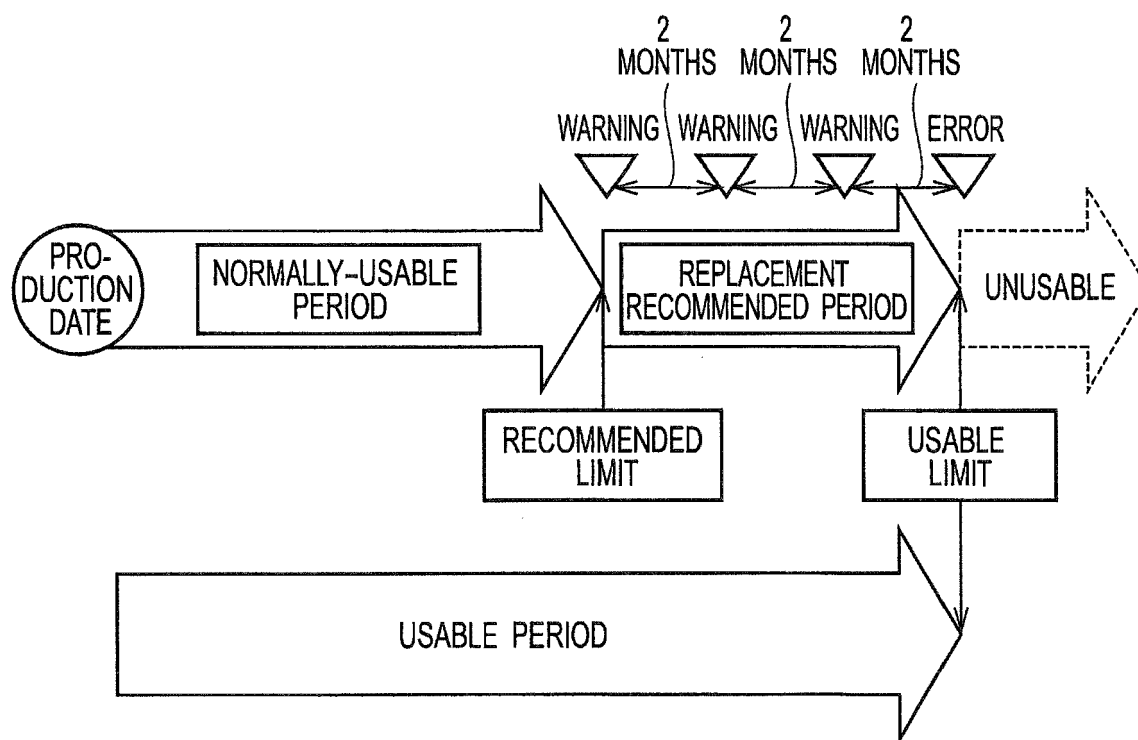 2
MONTHS
2
MONTHS
2
MONTHS
WARNING
WARNING
WARNING
ERROR
PRO-
DUCTION
DATE
NORMALLY-USABLE
PERIOD
REPLACEMENT
RECOMMENDED PERIOD
UNUSABLE
RECOMMENDED
LIMIT
USABLE
LIMIT
USABLE PERIOD